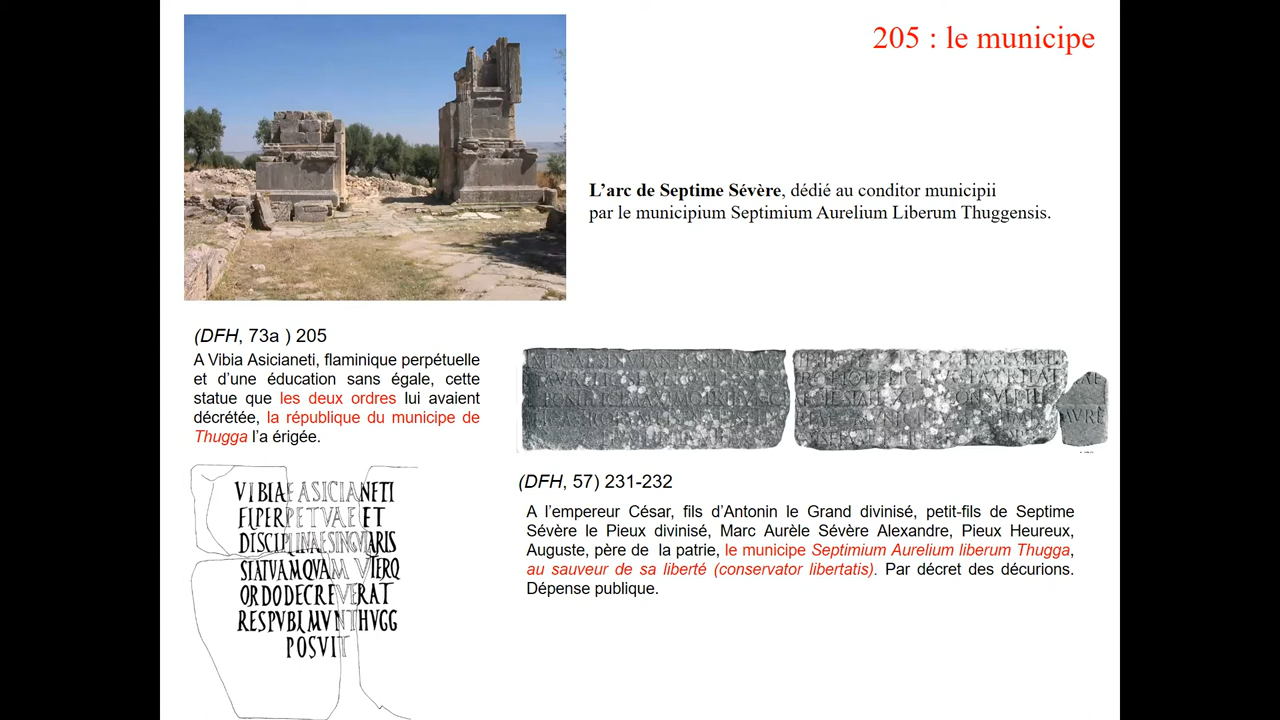 205 : le municipe
L’arc de Septime Sévère, dédié au conditor municipii
par le municipium Septimium Aurelium Liberum Thuggensis.
(DFH, 73a ) 205
A Vibia Asicianeti, flaminique perpétuelle
et d’une éducation sans égale, cette
statue que les deux ordres lui avaient
décrétée, la république du municipe de
Thugga l’a érigée.
VIBIAE ASICIANETI
FLPERPETVAE ET
DISCIPLINAE SINGVLARIS
STATVAM QVAM VTERQ
ORDO DECREVERAT
RESPVBL MVN THVGG
POSVIT
(DFH, 57) 231-232
A l’empereur César, fils d’Antonin le Grand divinisé, petit-fils de Septime
Sévère le Pieux divinisé, Marc Aurèle Sévère Alexandre, Pieux Heureux,
Auguste, père de la patrie, le municipe Septimium Aurelium liberum Thugga,
au sauveur de sa liberté (conservator libertatis). Par décret des décurions.
Dépense publique.